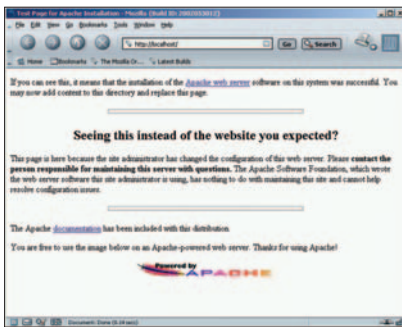 Test Page for Apache Installation - Mozilla {Build ID: 2002053012}
File Edit View Go Bookmarks Tools Window Help
http://localhost/ Go Search
Home Bookmarks The Mozilla Or... Latest Builds
If you can see this, it means that the installation of the Apache web server software on this system was successful. You
may now add content to this directory and replace this page.
Seeing this instead of the website you expected?
This page is here because the site administrator has changed the configuration of this web server. Please contact the
person responsible for maintaining this server with questions. The Apache Software Foundation, which wrote
the web server software this site administrator is using, has nothing to do with maintaining this site and cannot help
resolve configuration issues.
The Apache documentation has been included with this distribution.
You are free to use the image below on an Apache-powered web server. Thanks for using Apache!
Powered by
APACHE
Document: Done (0.14 secs)